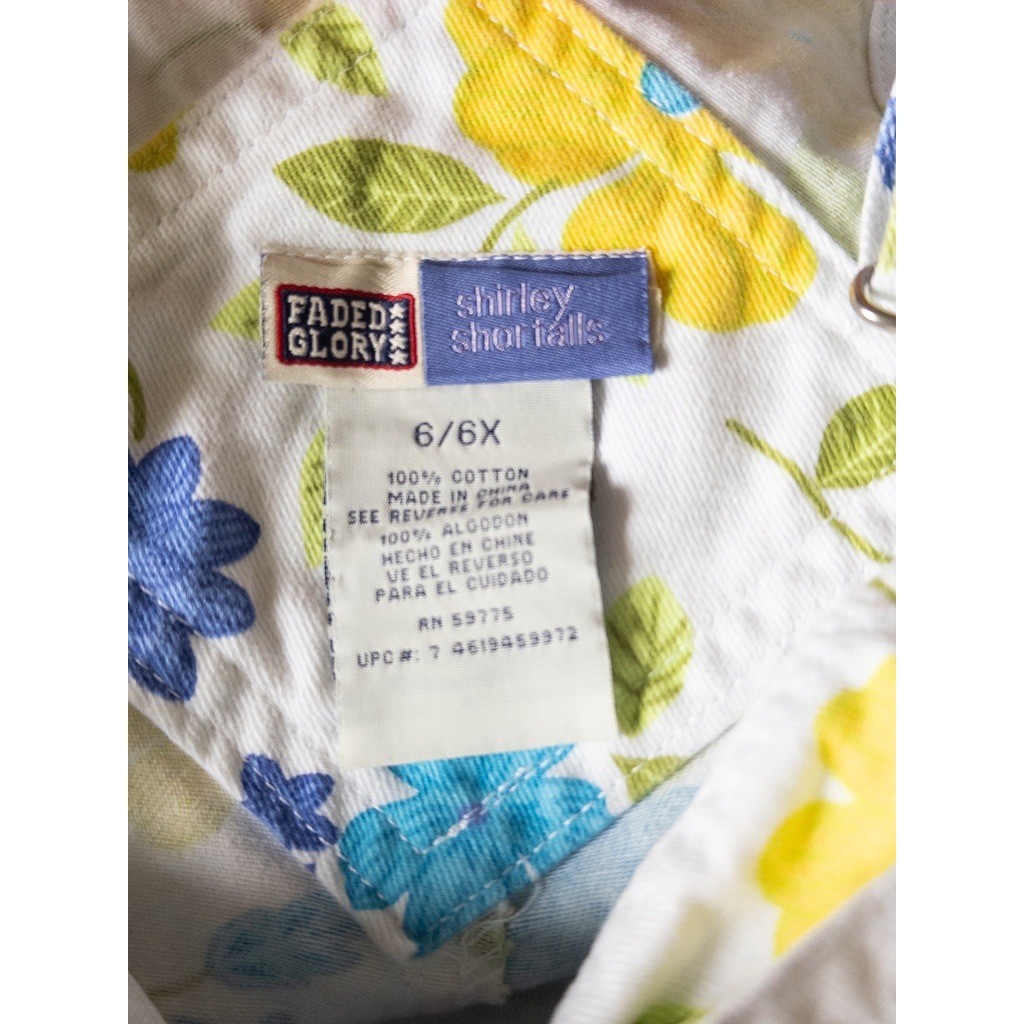 FADED
GLORY
shirley
shortalls
6/6X
100% COTTON
MADE IN CHINA
SEE REVERSE FOR CARE
100% ALGODON
HECHO EN CHINE
VE EL REVERSO
PARA EL CUIDADO
RN 59775
UPC#: 7 4619459972